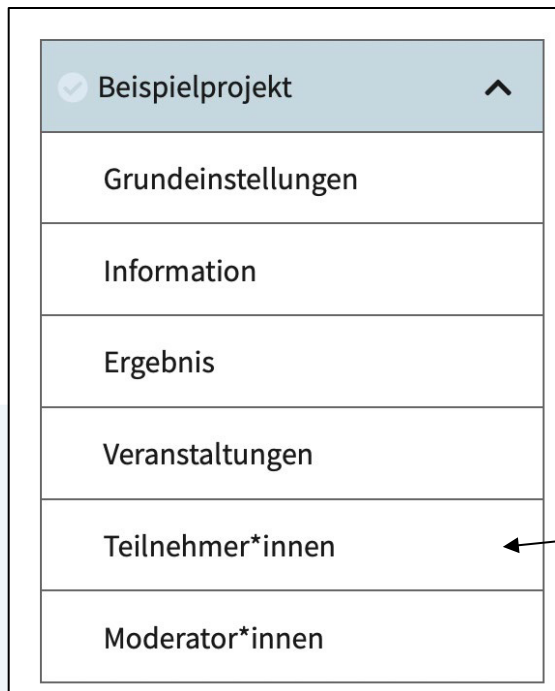 Beispielprojekt
Grundeinstellungen
Information
Ergebnis
Veranstaltungen
Teilnehmer*innen
Moderator*innen